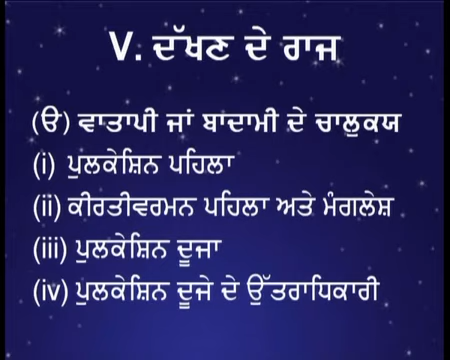 V. ਦੱਖਣ ਦੇ ਰਾਜ
(ੳ) ਵਾਤਾਪੀ ਜਾਂ ਬਾਦਾਮੀ ਦੇ ਚਾਲੁਕਯ
(i) ਪੁਲਕੇਸ਼ਿਨ ਪਹਿਲਾ
(ii) ਕੀਰਤੀਵਰਮਨ ਪਹਿਲਾ ਅਤੇ ਮੰਗਲੇਸ਼
(iii) ਪੁਲਕੇਸ਼ਿਨ ਦੂਜਾ
(iv) ਪੁਲਕੇਸ਼ਿਨ ਦੂਜੇ ਦੇ ਉੱਤਰਾਧਿਕਾਰੀ